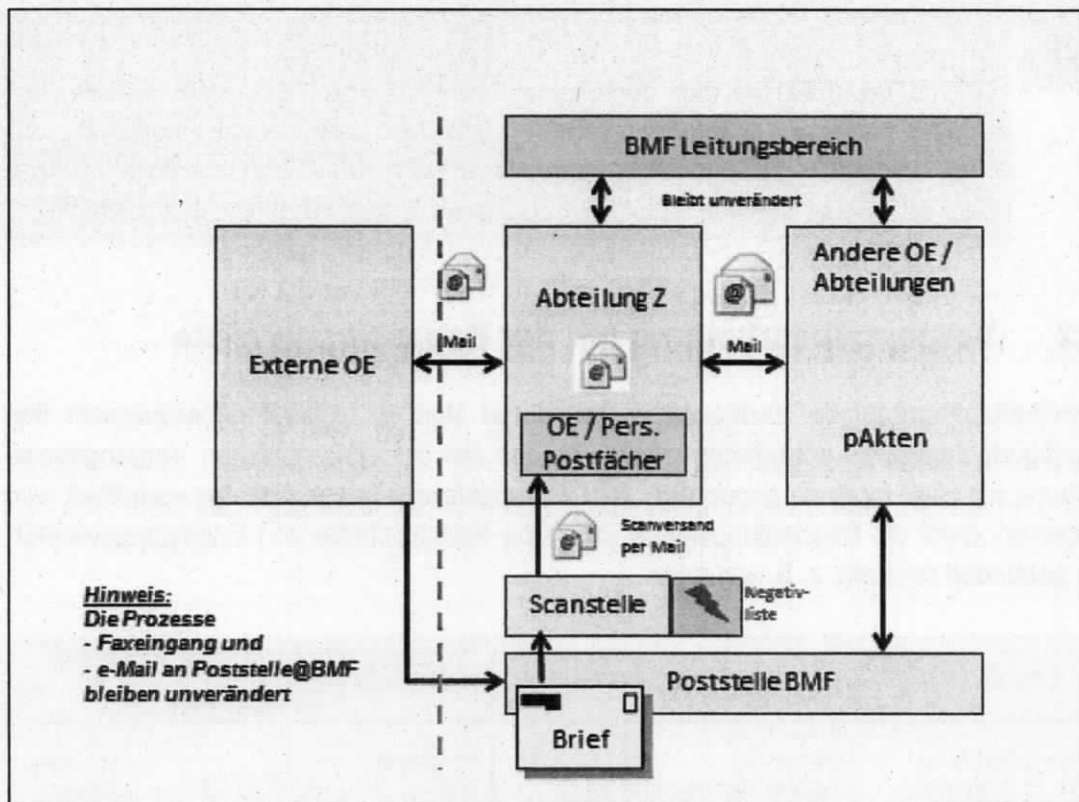 BMF Leitungsbereich
Bleibt unverändert
Externe OE
Mail
Abteilung Z
Mail
Andere OE /
Abteilungen
OE / Pers.
Postfächer
pAkten
Scanversand
per Mail
Scanstelle
Negativ-
liste
Hinweis:
Die Prozesse
- Faxeingang und
- e-Mail an Poststelle@BMF
bleiben unverändert
Poststelle BMF
Brief